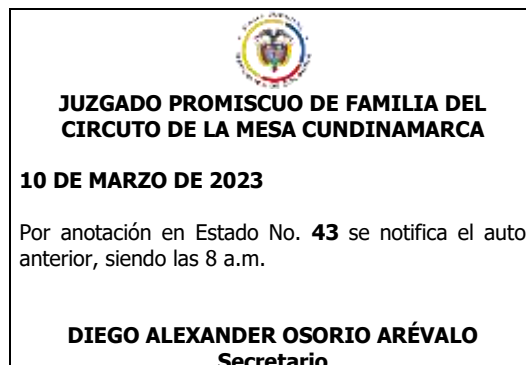 JUZGADO PROMISCUO DE FAMILIA DEL
CIRCUTO DE LA MESA CUNDINAMARCA
10 DE MARZO DE 2023
Por anotación en Estado No. 43 se notifica el auto
anterior, siendo las 8 a.m.
DIEGO ALEXANDER OSORIO ARÉVALO
Secretario